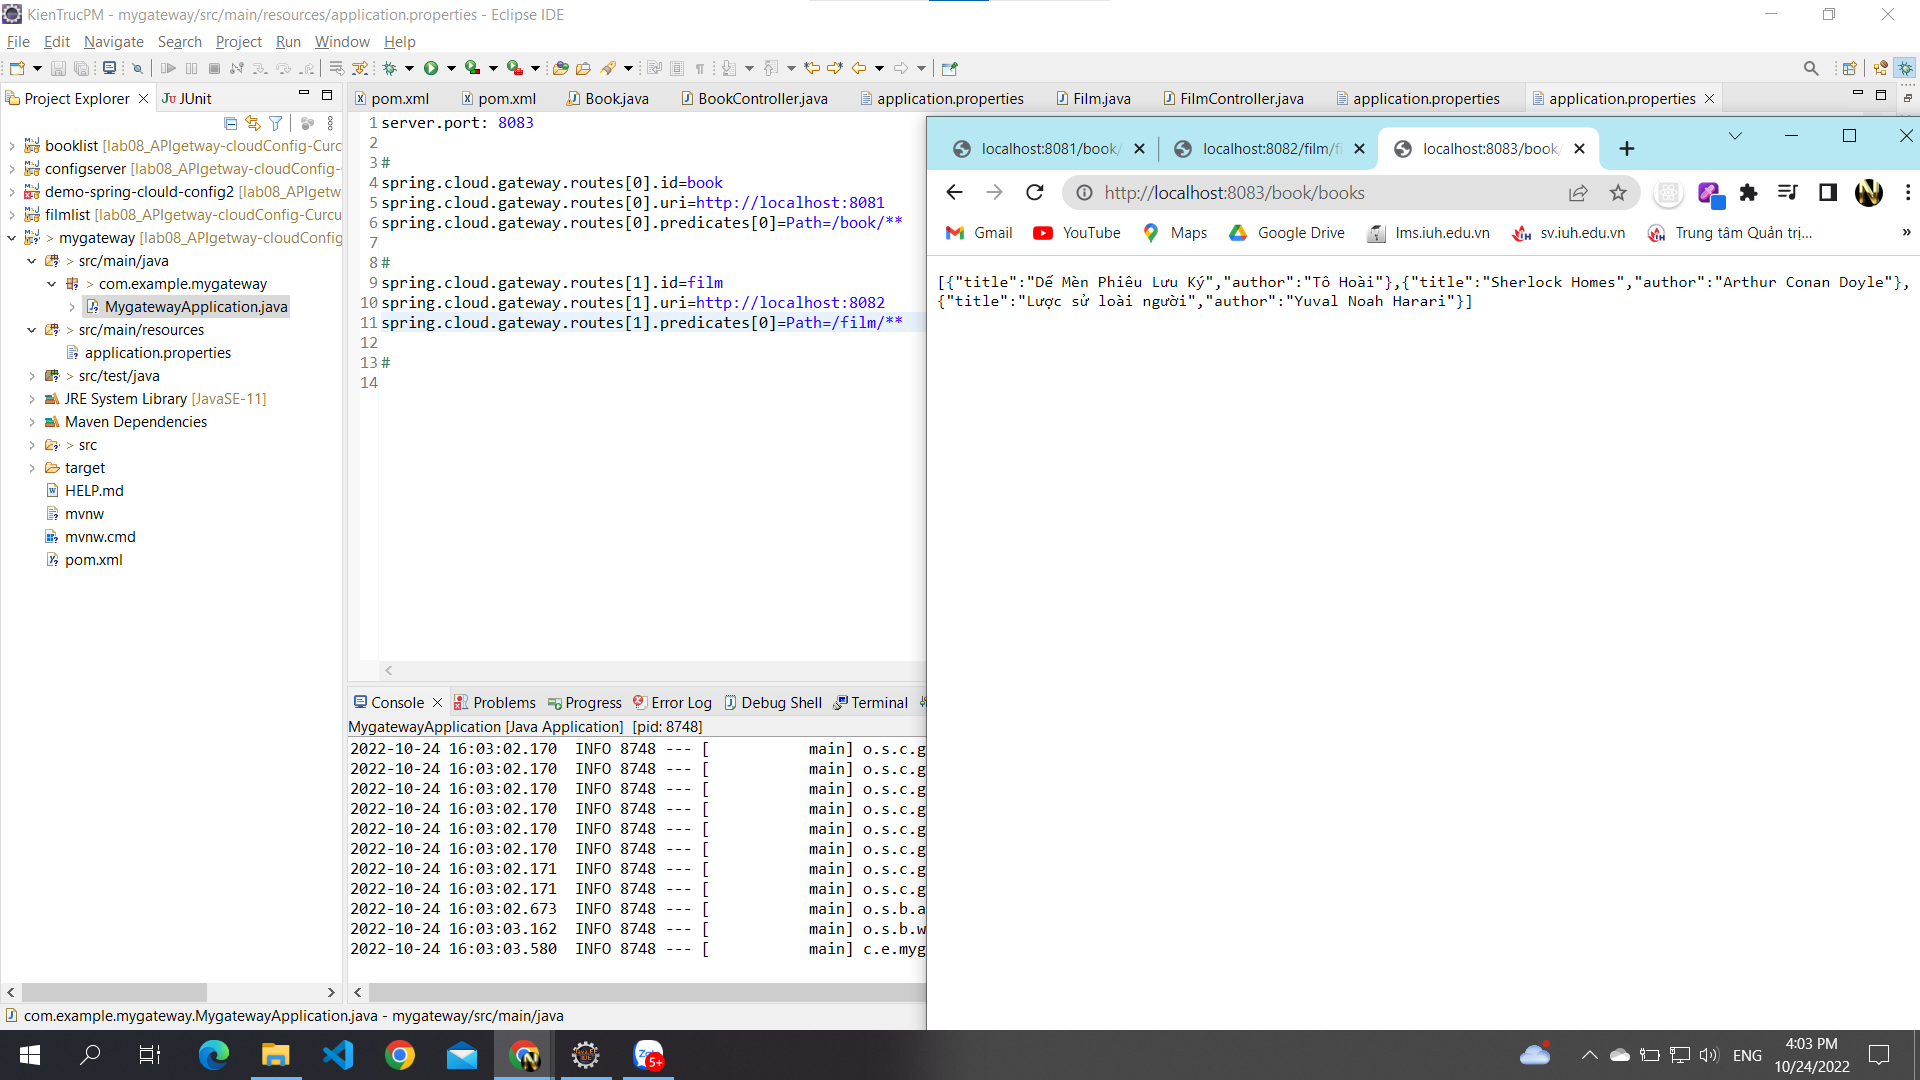 KienTrucPM - mygateway/src/main/resources/application.properties - Eclipse IDE
File Edit Navigate Search Project Run Window Help
Project Explorer
JUnit
pom.xml
pom.xml
Book.java
BookController.java
application.properties
Film.java
FilmController.java
application.properties
application.properties
booklist [lab08_APIgetway-cloudConfig-Curc
configserver [lab08_APIgetway-cloudConfig-
demo-spring-clould-config2 [lab08_APIgetw
filmlist [lab08_APIgetway-cloudConfig-Curcu
> mygateway [lab08_APIgetway-cloudConfig
> src/main/java
> com.example.mygateway
MygatewayApplication.java
> src/main/resources
application.properties
> src/test/java
JRE System Library [JavaSE-11]
Maven Dependencies
> src
target
HELP.md
mvnw
mvnw.cmd
pom.xml
1 server.port: 8083
2
3 #
4 spring.cloud.gateway.routes[0].id=book
5 spring.cloud.gateway.routes[0].uri=http://localhost:8081
6 spring.cloud.gateway.routes[0].predicates[0]=Path=/book/**
7
8 #
9 spring.cloud.gateway.routes[1].id=film
10 spring.cloud.gateway.routes[1].uri=http://localhost:8082
11 spring.cloud.gateway.routes[1].predicates[0]=Path=/film/**
12
13 #
14
localhost:8081/book/
localhost:8082/film/fi
localhost:8083/book/
http://localhost:8083/book/books
Gmail YouTube Maps Google Drive lms.iuh.edu.vn sv.iuh.edu.vn Trung tâm Quản trị... »
[{"title":"Dế Mèn Phiêu Lưu Ký","author":"Tô Hoài"},{"title":"Sherlock Homes","author":"Arthur Conan Doyle"},
{"title":"Lược sử loài người","author":"Yuval Noah Harari"}]
Console Problems Progress Error Log Debug Shell Terminal
MygatewayApplication [Java Application] [pid: 8748]
2022-10-24 16:03:02.170 INFO 8748 --- [ main] o.s.c.g
2022-10-24 16:03:02.170 INFO 8748 --- [ main] o.s.c.g
2022-10-24 16:03:02.170 INFO 8748 --- [ main] o.s.c.g
2022-10-24 16:03:02.170 INFO 8748 --- [ main] o.s.c.g
2022-10-24 16:03:02.170 INFO 8748 --- [ main] o.s.c.g
2022-10-24 16:03:02.170 INFO 8748 --- [ main] o.s.c.g
2022-10-24 16:03:02.171 INFO 8748 --- [ main] o.s.c.g
2022-10-24 16:03:02.171 INFO 8748 --- [ main] o.s.c.g
2022-10-24 16:03:02.673 INFO 8748 --- [ main] o.s.b.a
2022-10-24 16:03:03.162 INFO 8748 --- [ main] o.s.b.w
2022-10-24 16:03:03.580 INFO 8748 --- [ main] c.e.myg
com.example.mygateway.MygatewayApplication.java - mygateway/src/main/java
5+
ENG
4:03 PM
10/24/2022